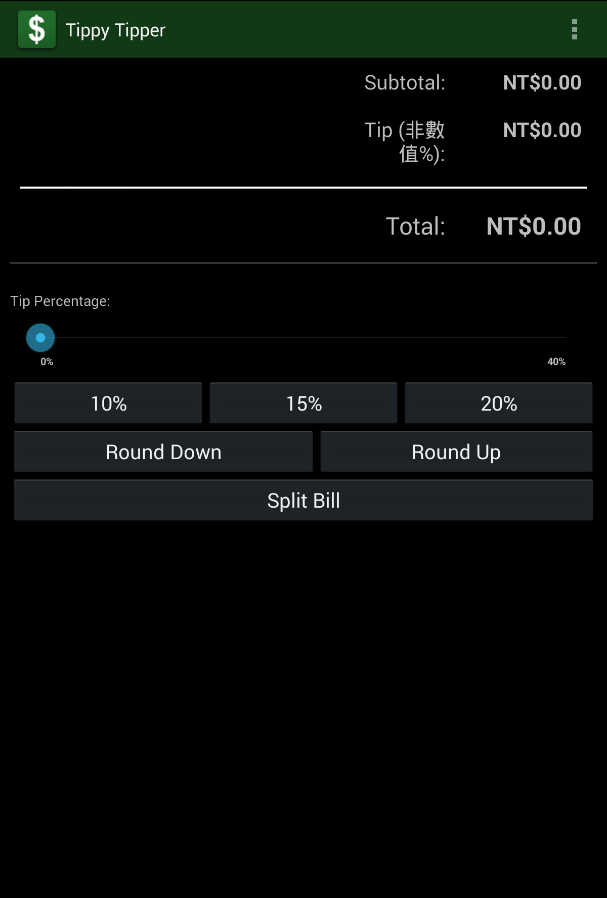 $ Tippy Tipper
Subtotal: NT$0.00
Tip (非數 NT$0.00
值%):
Total: NT$0.00
Tip Percentage:
0% 40%
10% 15% 20%
Round Down Round Up
Split Bill